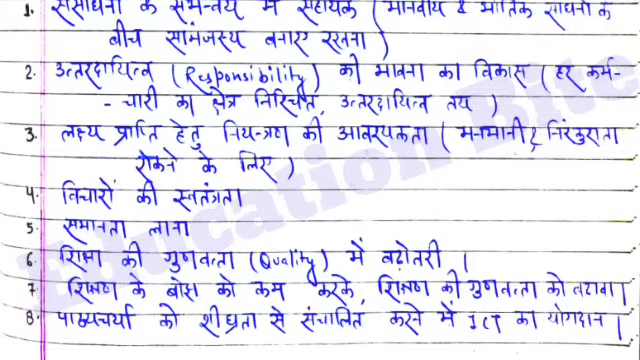 1. संसाधनों के समन्वय में सहायक (मानवीय & भौतिक साधनों के
बीच सामंजस्य बनाए रखना)
2. उत्तरदायित्व (Responsibility) की भावना का विकास (हर कर्म-
- चारी का क्षेत्र निश्चित, उत्तरदायित्व तय)
3. लक्ष्य प्राप्ति हेतु नियन्त्रण की आवश्यकता (मनमानी & निरंकुशता
रोकने के लिए)
4. विचारों की स्वतंत्रता
5. समानता लाना
6. शिक्षा की गुणवत्ता (Quality) में बढ़ोतरी |
7. शिक्षण के बोझ को कम करके, शिक्षण की गुणवत्ता को बढावा |
8. पाठ्यचर्या को शीघ्रता से संचालित करने में ICT का योगदान |
Education Bite